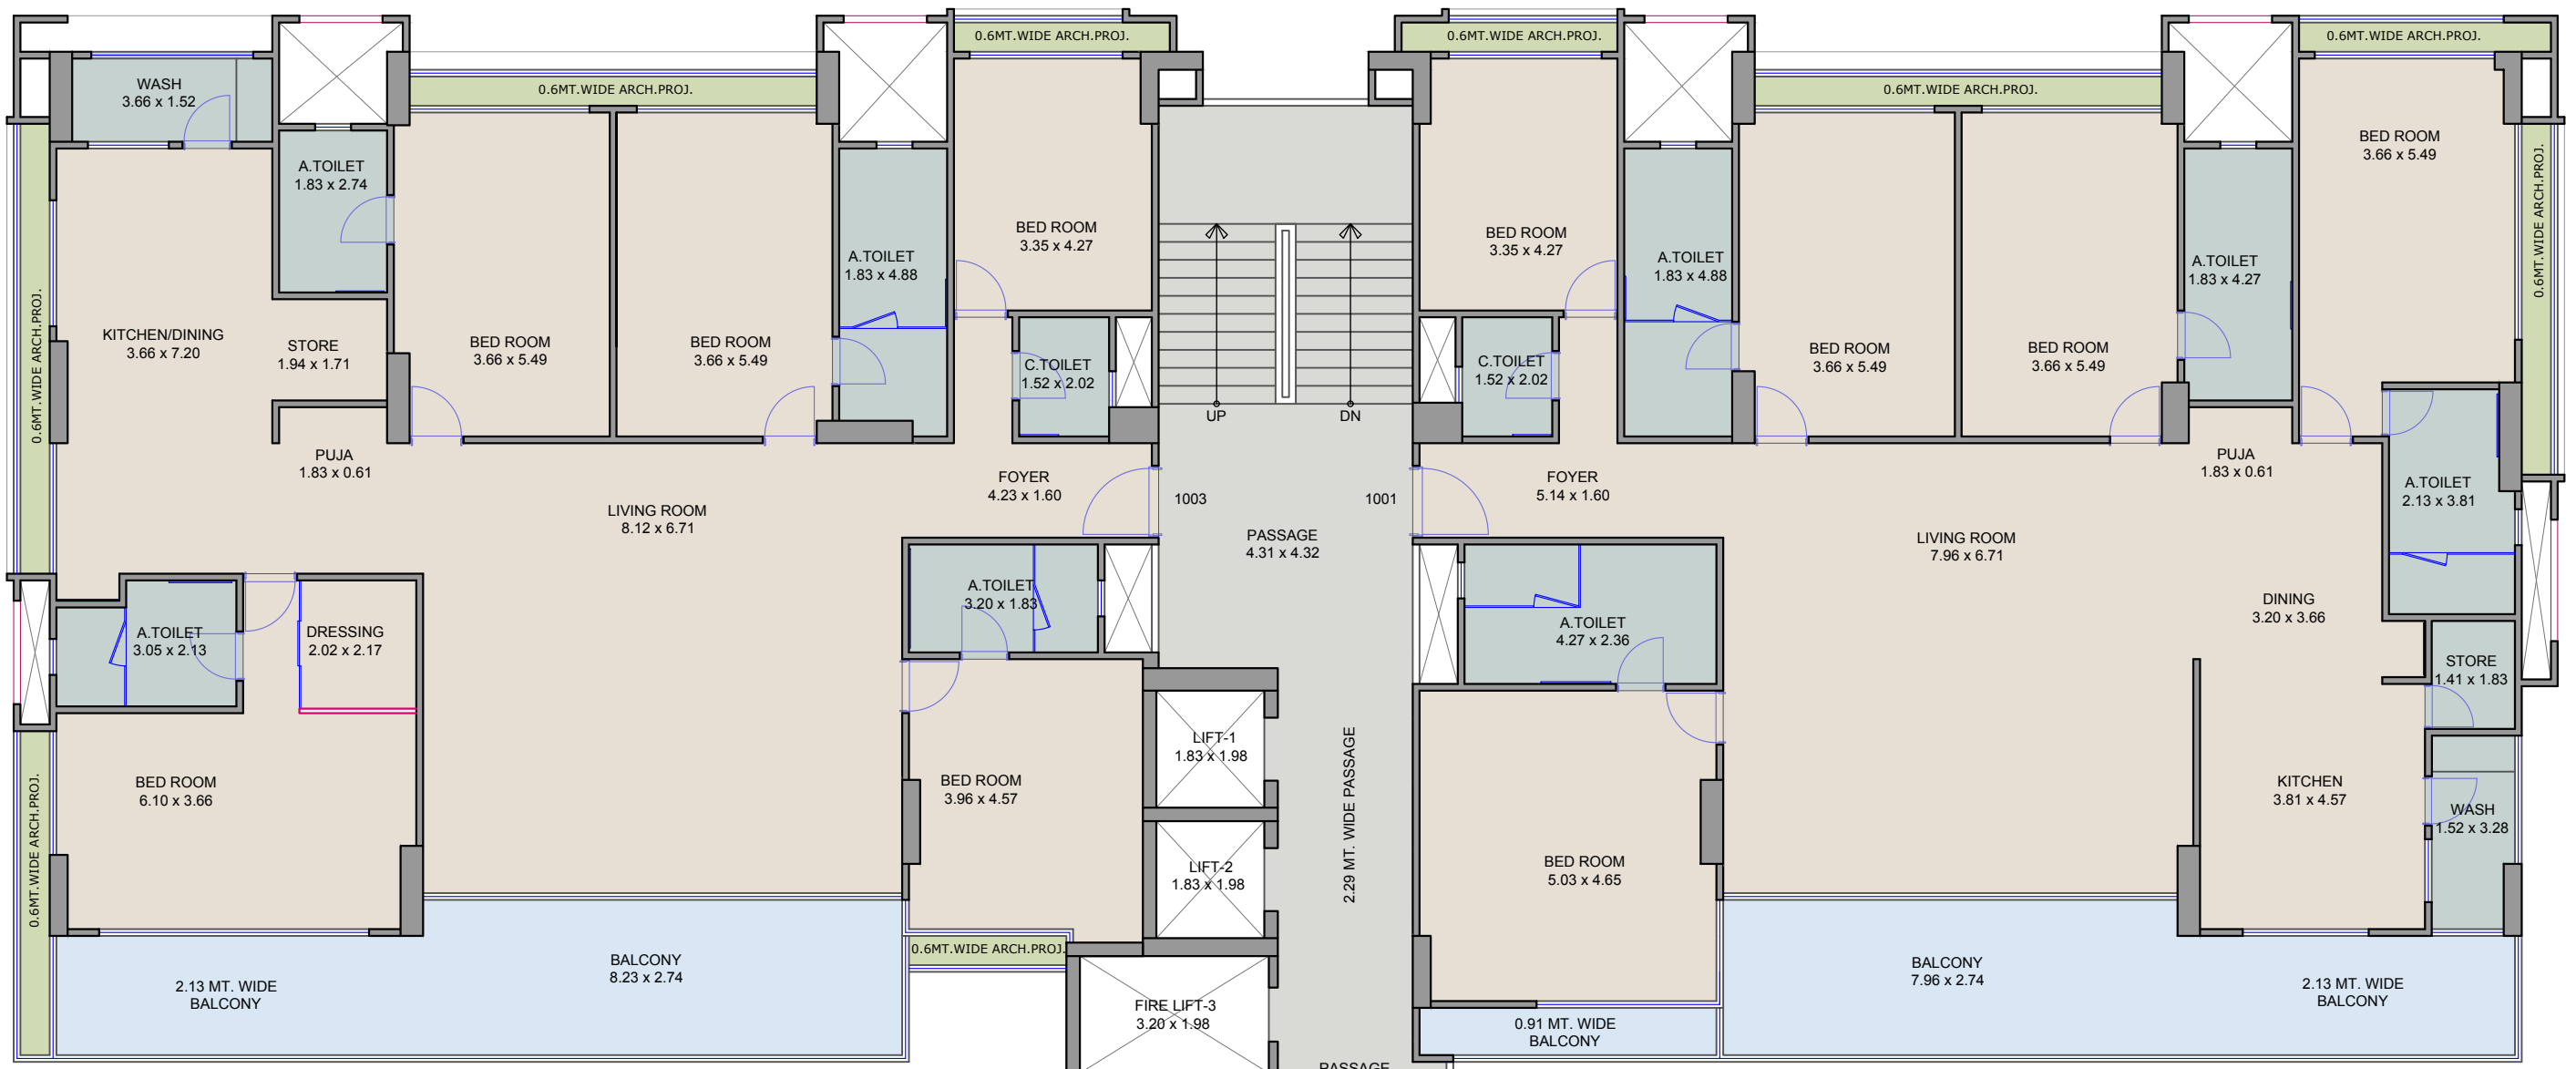 0.6MT.WIDE ARCH.PROJ.
0.6MT.WIDE ARCH.PROJ.
0.6MT.WIDE ARCH.PROJ.
WASH
3.66 x 1.52
0.6MT.WIDE ARCH.PROJ.
0.6MT.WIDE ARCH.PROJ.
BED ROOM
3.66 x 5.49
A.TOILET
1.83 x 2.74
0.6MT.WIDE ARCH.PROJ.
BED ROOM
3.35 x 4.27
BED ROOM
3.35 x 4.27
A.TOILET
1.83 x 4.88
A.TOILET
1.83 x 4.88
A.TOILET
1.83 x 4.27
0.6MT.WIDE ARCH.PROJ.
KITCHEN/DINING
3.66 x 7.20
STORE
1.94 x 1.71
BED ROOM
3.66 x 5.49
BED ROOM
3.66 x 5.49
C.TOILET
1.52 x 2.02
C.TOILET
1.52 x 2.02
BED ROOM
3.66 x 5.49
BED ROOM
3.66 x 5.49
UP
DN
PUJA
1.83 x 0.61
FOYER
4.23 x 1.60
1003
1001
FOYER
5.14 x 1.60
PUJA
1.83 x 0.61
A.TOILET
2.13 x 3.81
LIVING ROOM
8.12 x 6.71
PASSAGE
4.31 x 4.32
LIVING ROOM
7.96 x 6.71
A.TOILET
3.20 x 1.83
DINING
3.20 x 3.66
A.TOILET
3.05 x 2.13
DRESSING
2.02 x 2.17
A.TOILET
4.27 x 2.36
STORE
1.41 x 1.83
LIFT-1
1.83 x 1.98
2.29 MT. WIDE PASSAGE
BED ROOM
6.10 x 3.66
BED ROOM
3.96 x 4.57
KITCHEN
3.81 x 4.57
WASH
1.52 x 3.28
0.6MT.WIDE ARCH.PROJ.
LIFT-2
1.83 x 1.98
BED ROOM
5.03 x 4.65
0.6MT.WIDE ARCH.PROJ.
BALCONY
8.23 x 2.74
BALCONY
7.96 x 2.74
2.13 MT. WIDE
BALCONY
2.13 MT. WIDE
BALCONY
FIRE LIFT-3
3.20 x 1.98
0.91 MT. WIDE
BALCONY
PASSAGE